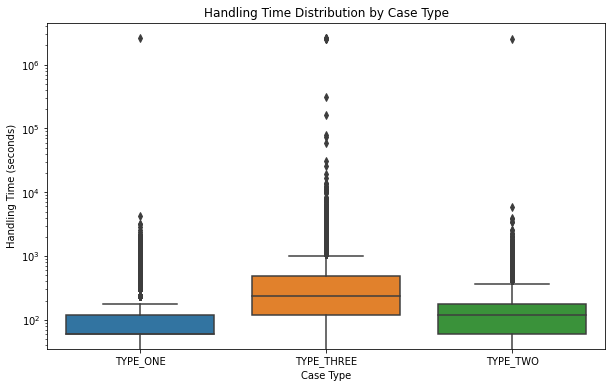 Handling Time Distribution by Case Type
Handling Time (seconds)
10^6
10^5
10^4
10^3
10^2
TYPE_ONE TYPE_THREE TYPE_TWO
Case Type